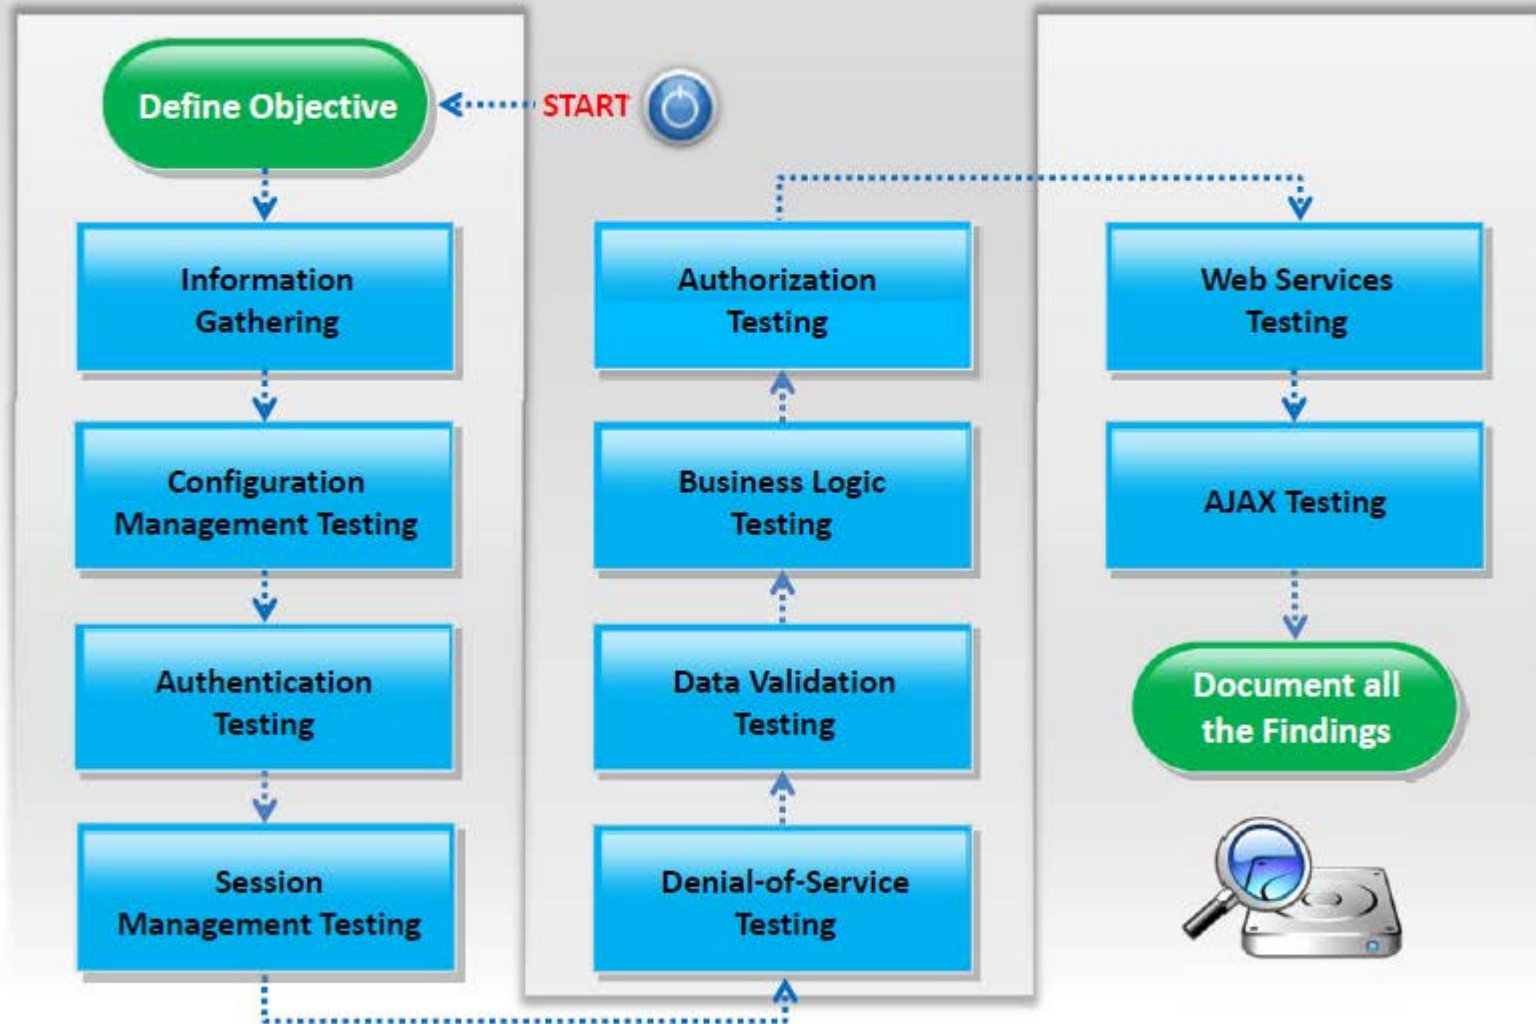 Define Objective
START
Information
Gathering
Configuration
Management Testing
Authentication
Testing
Session
Management Testing
Denial-of-Service
Testing
Data Validation
Testing
Business Logic
Testing
Authorization
Testing
Web Services
Testing
AJAX Testing
Document all
the Findings